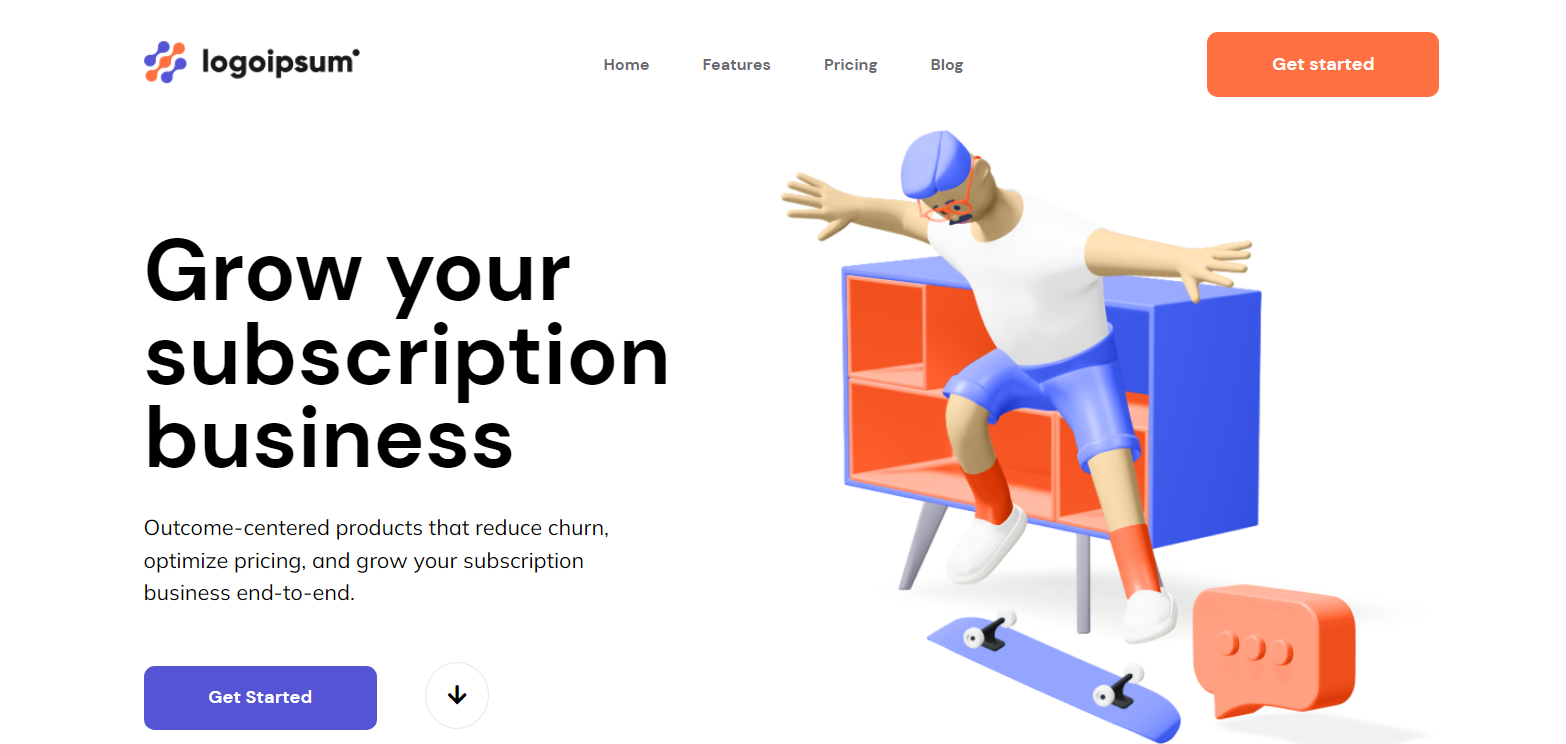 logoipsum
Home
Features
Pricing
Blog
Get started
Grow your
subscription
business
Outcome-centered products that reduce churn,
optimize pricing, and grow your subscription
business end-to-end.
Get Started